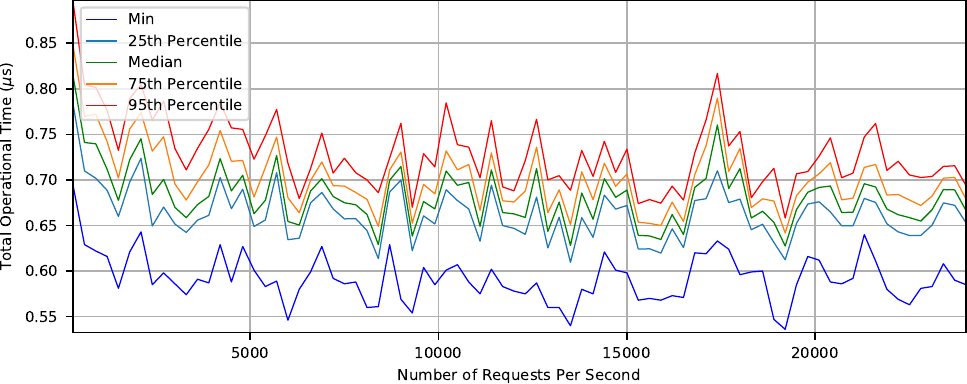 Total Operational Time (μs)
0.85
0.80
0.75
0.70
0.65
0.60
0.55
Min
25th Percentile
Median
75th Percentile
95th Percentile
5000
10000
15000
20000
Number of Requests Per Second